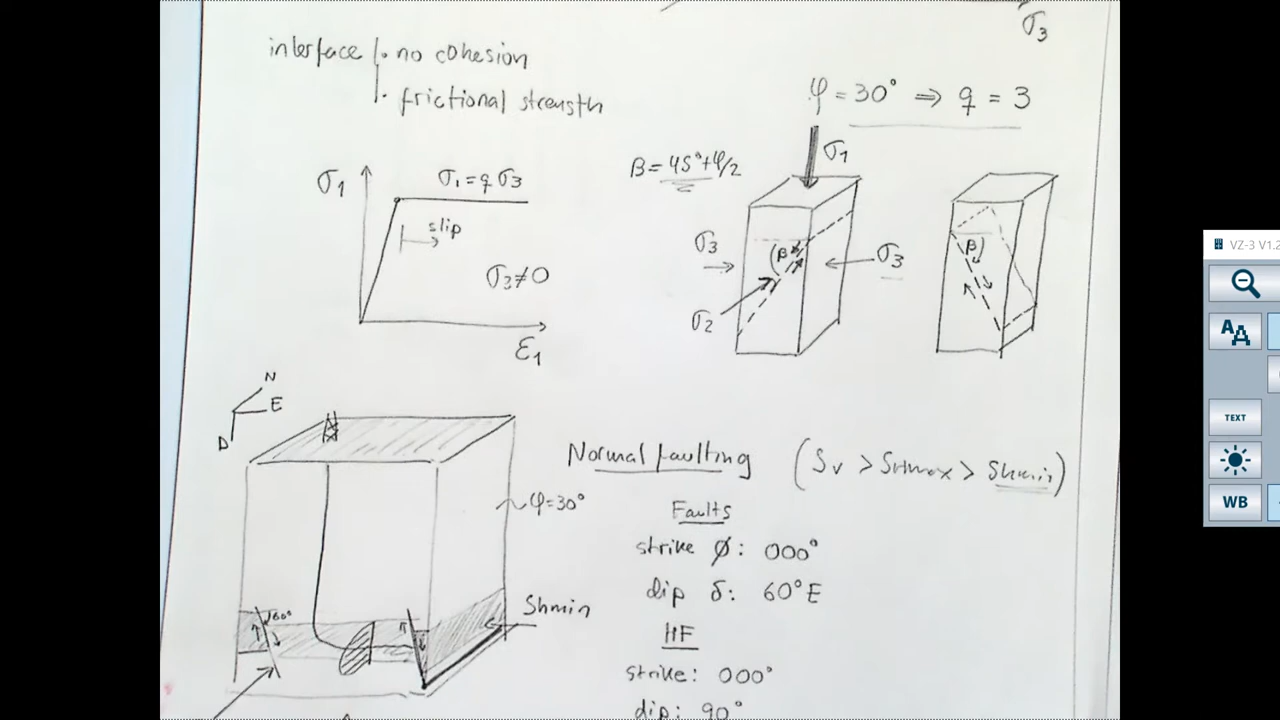 σ3
interface
. no cohesion
. frictional strength
φ = 30° ⇒ q = 3
β = 45°+φ/2
σ1
σ1
σ1 = q σ3
slip
σ3≠0
ε1
σ3
β
σ3
σ2
β
N
E
D
φ=30°
60°
Shmin
Normal faulting (Sv > SHmax > Shmin)
Faults
strike ø: 000°
dip δ: 60°E
HF
strike: 000°
dip: 90°
VZ-3 V1.2
AA
TEXT
WB